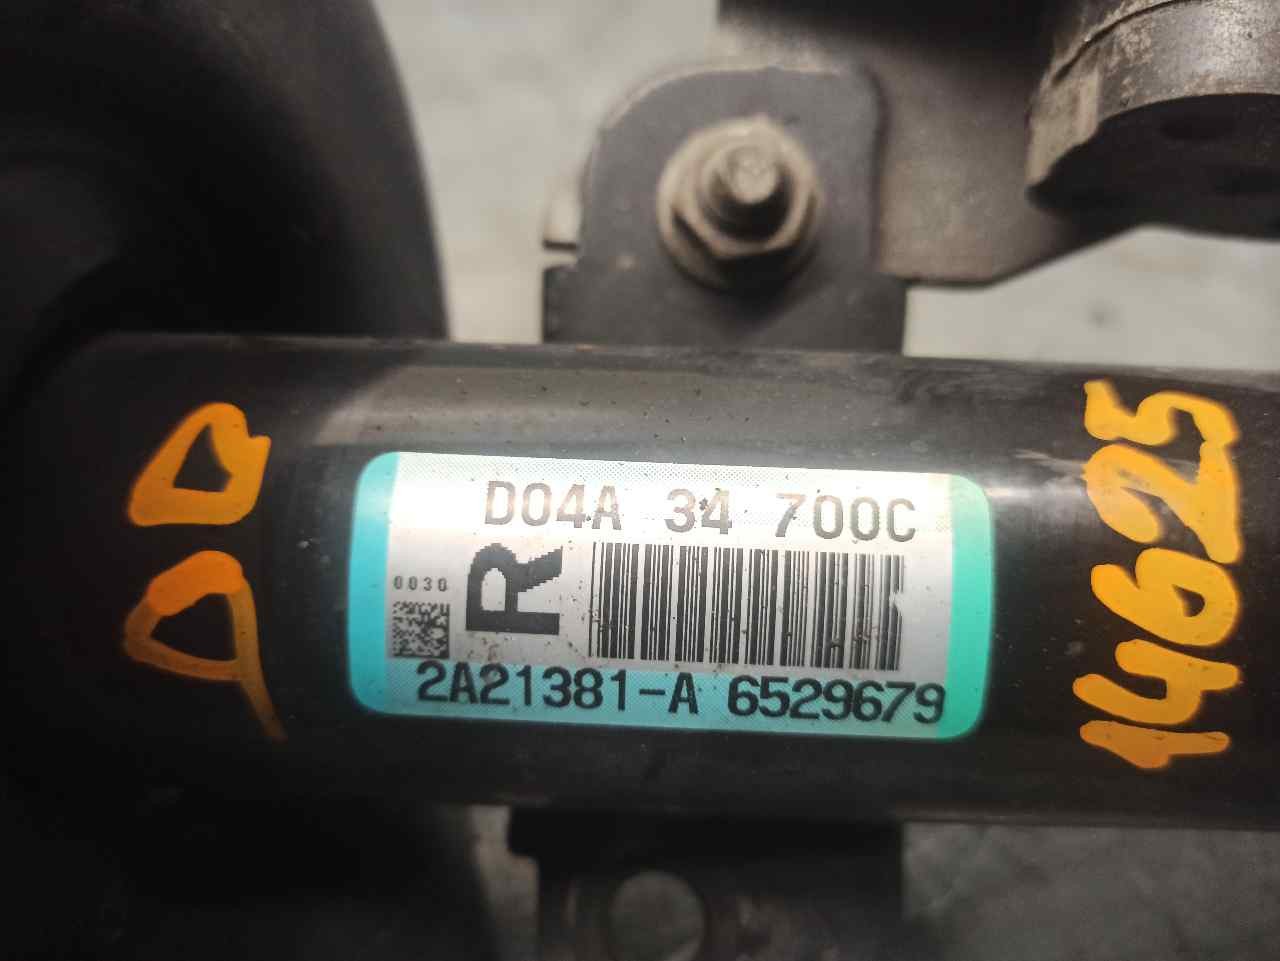 D04A 34 700C
R
0030
2A21381-A 6529679
14625
DD